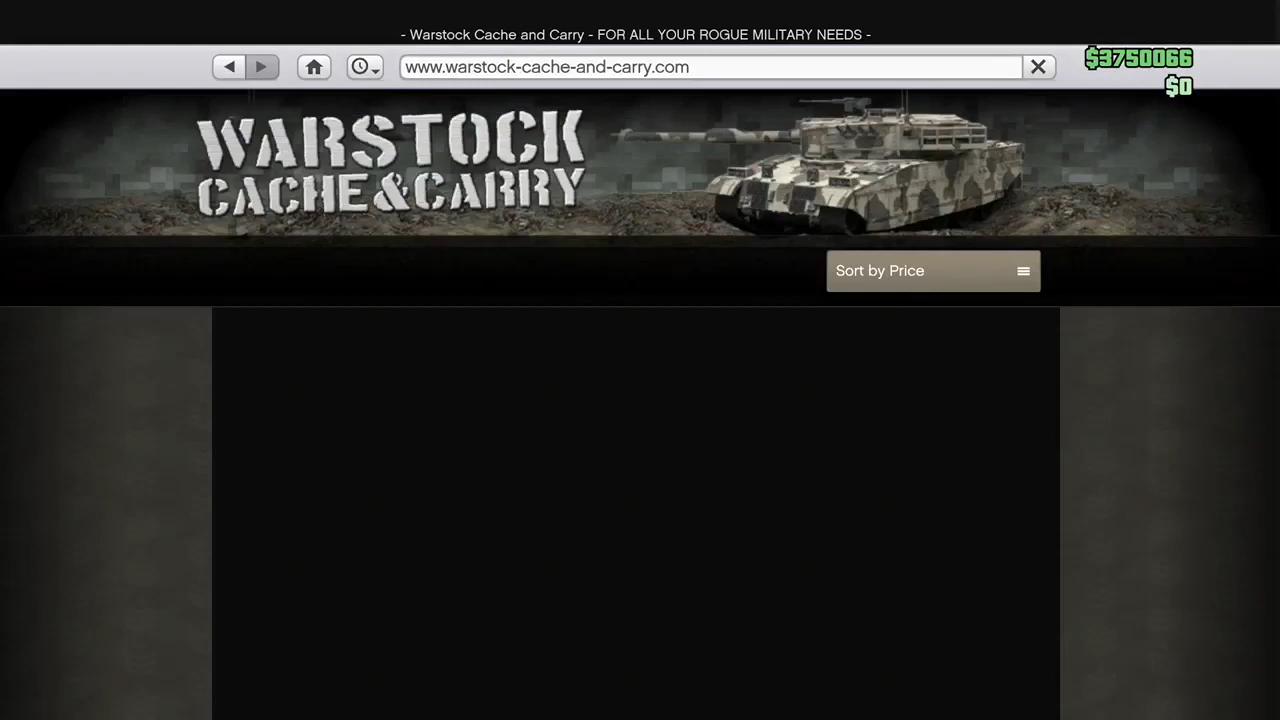 - Warstock Cache and Carry - FOR ALL YOUR ROGUE MILITARY NEEDS -
www.warstock-cache-and-carry.com
$3750066
$0
WARSTOCK
CACHE&CARRY
Sort by Price